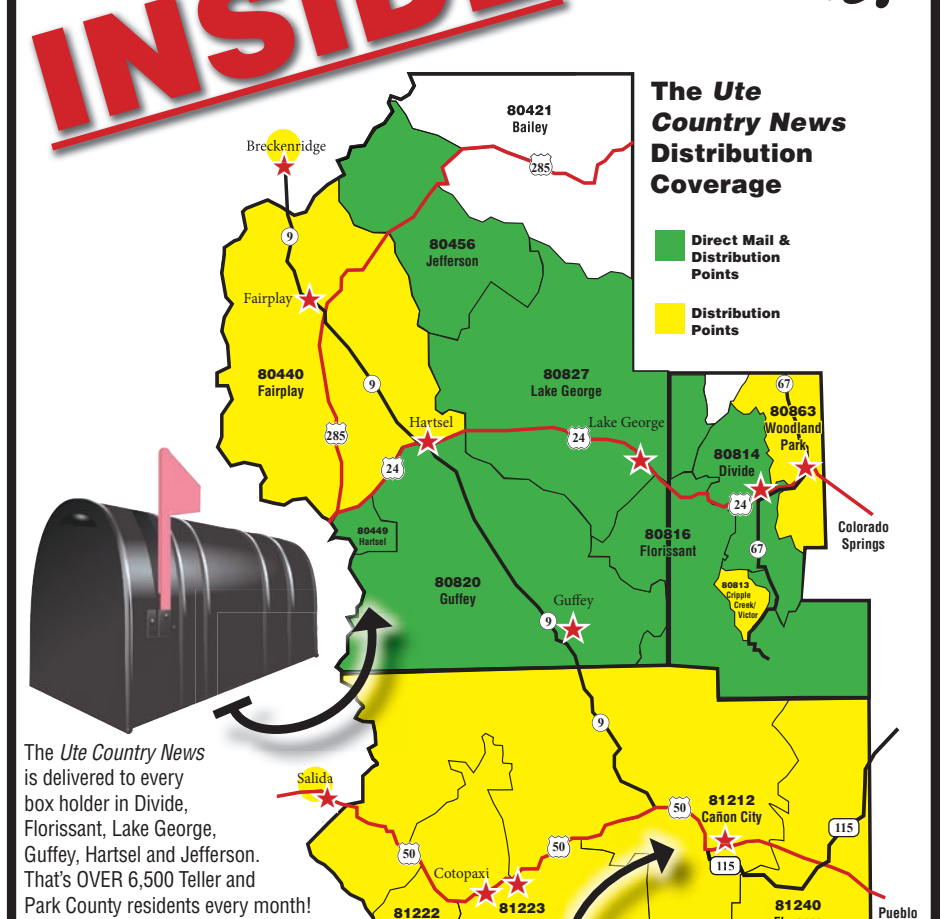 INSIDE
The Ute
Country News
Distribution
Coverage
Direct Mail &
Distribution
Points
Distribution
Points
80421
Bailey
Breckenridge
285
9
80456
Jefferson
Fairplay
80440
Fairplay
9
80827
Lake George
67
80863
Woodland
Park
Hartsel
Lake George
285
24
24
80814
Divide
24
Colorado
Springs
80449
Hartsel
80816
Florissant
67
80820
Guffey
80813
Cripple
Creek/
Victor
Guffey
9
9
The Ute Country News
is delivered to every
box holder in Divide,
Florissant, Lake George,
Guffey, Hartsel and Jefferson.
That's OVER 6,500 Teller and
Park County residents every month!
Salida
50
81212
Cañon City
115
50
50
115
Cotopaxi
81222
81223
81240
Pueblo